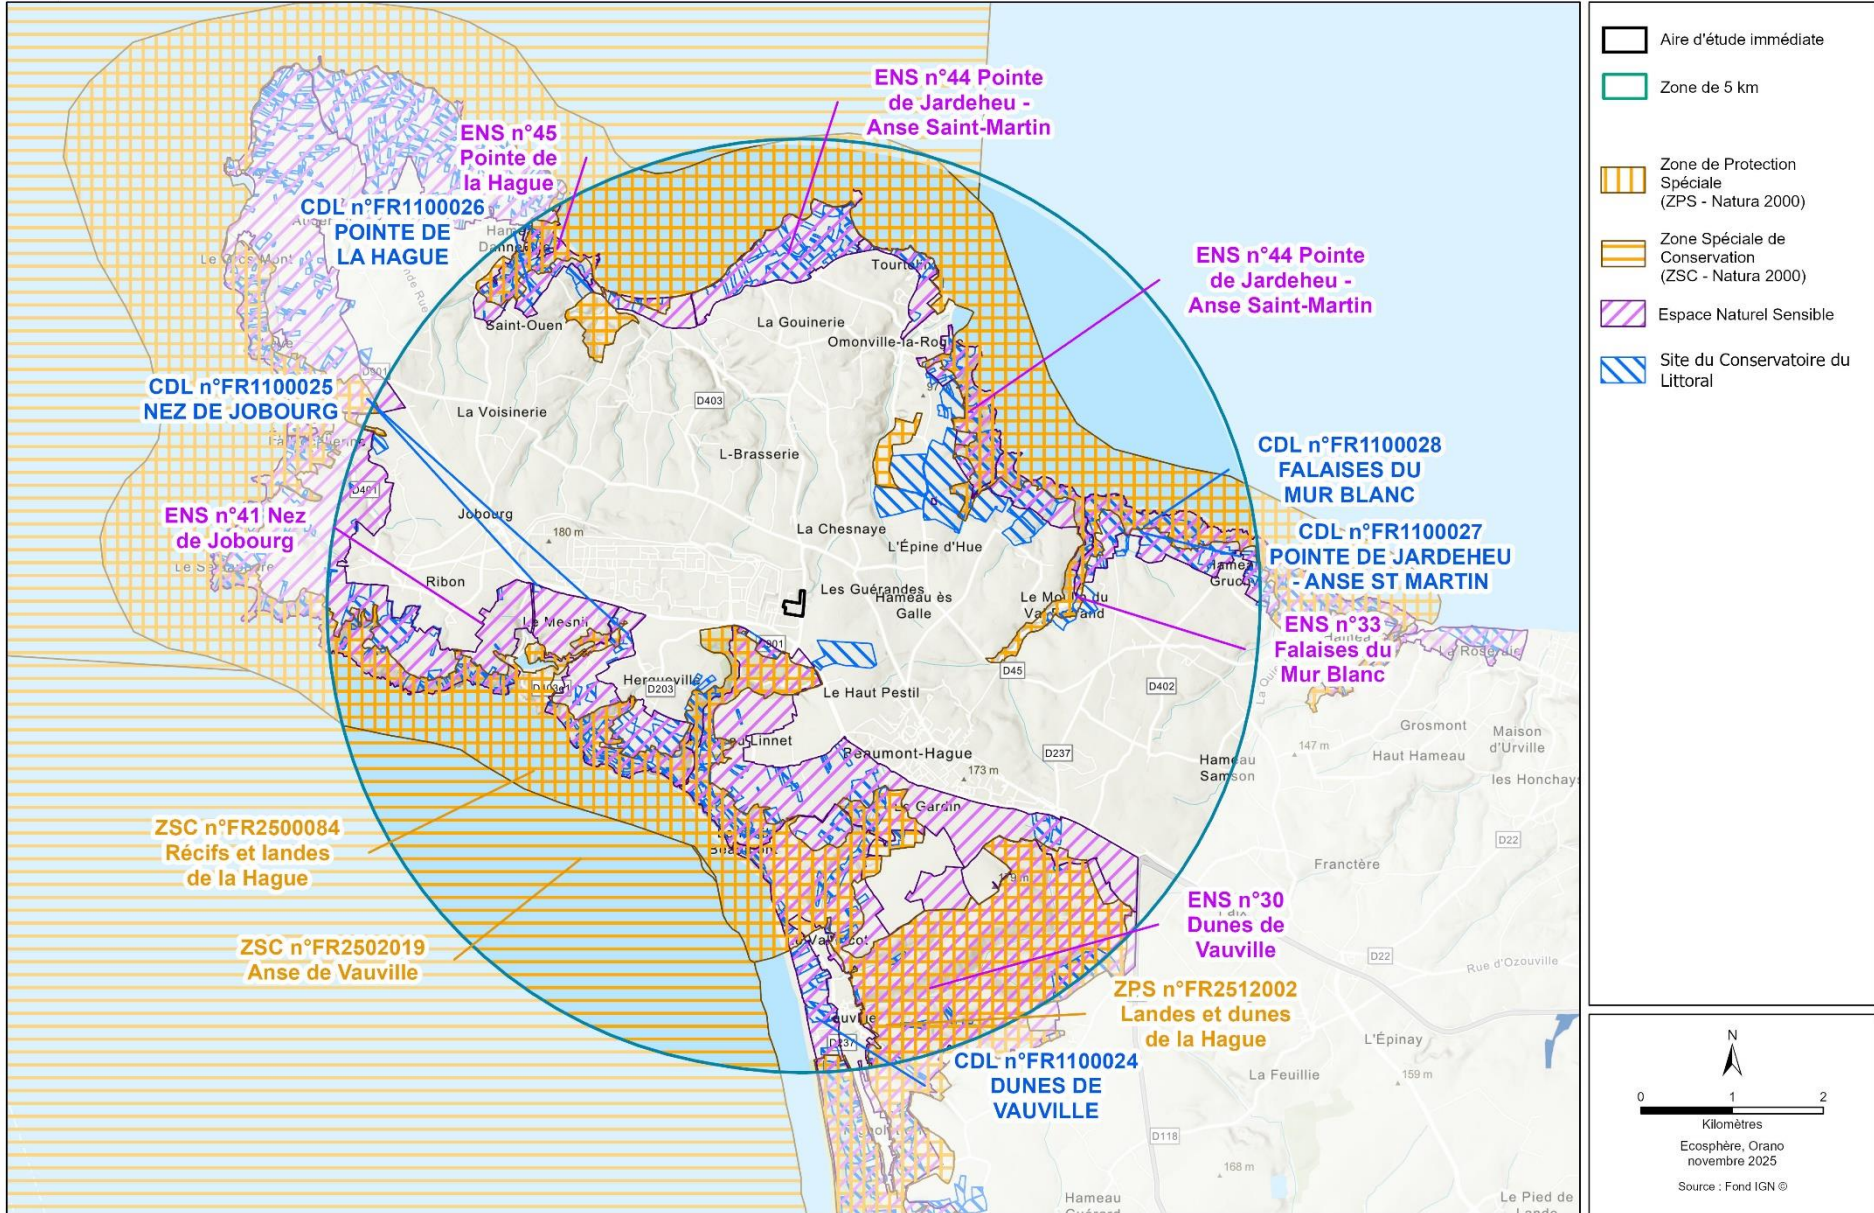 ENS n°44 Pointe
de Jardeheu -
Anse Saint-Martin
ENS n°45
Pointe de
la Hague
CDL n°FR1100026
POINTE DE
LA HAGUE
Saint-Ouen
La Gouinerie
Omonville-la-Rogue
ENS n°44 Pointe
de Jardeheu -
Anse Saint-Martin
CDL n°FR1100025
NEZ DE JOBOURG
D901
La Voisinerie
D403
L-Brasserie
CDL n°FR1100028
FALAISES DU
MUR BLANC
D401
ENS n°41 Nez
de Jobourg
Jobourg
180 m
La Chesnaye
L'Épine d'Hue
CDL n°FR1100027
POINTE DE JARDEHEU
- ANSE ST MARTIN
Hameau
Gruchy
Ribon
Les Guérandes
Hameau ès
Galle
Le Mesnil
ENS n°33
Falaises du
Mur Blanc
D45
D402
Herqueville
D203
Le Haut Pestil
Beaumont-Hague
173 m
D237
Hameau
Samson
147 m
Grosmont
Haut Hameau
Maison
d'Urville
les Honchays
Le Gardin
D22
Franctère
ZSC n°FR2500084
Récifs et landes
de la Hague
ENS n°30
Dunes de
Vauville
ZSC n°FR2502019
Anse de Vauville
D22
Rue d'Ozouville
ZPS n°FR2512002
Landes et dunes
de la Hague
D237
CDL n°FR1100024
DUNES DE
VAUVILLE
L'Épinay
La Feuillie
159 m
D118
168 m
Hameau
Le Pied de
Aire d'étude immédiate
Zone de 5 km
Zone de Protection
Spéciale
(ZPS - Natura 2000)
Zone Spéciale de
Conservation
(ZSC - Natura 2000)
Espace Naturel Sensible
Site du Conservatoire du
Littoral
N
0 1 2
Kilomètres
Ecosphère, Orano
novembre 2025
Source : Fond IGN ©